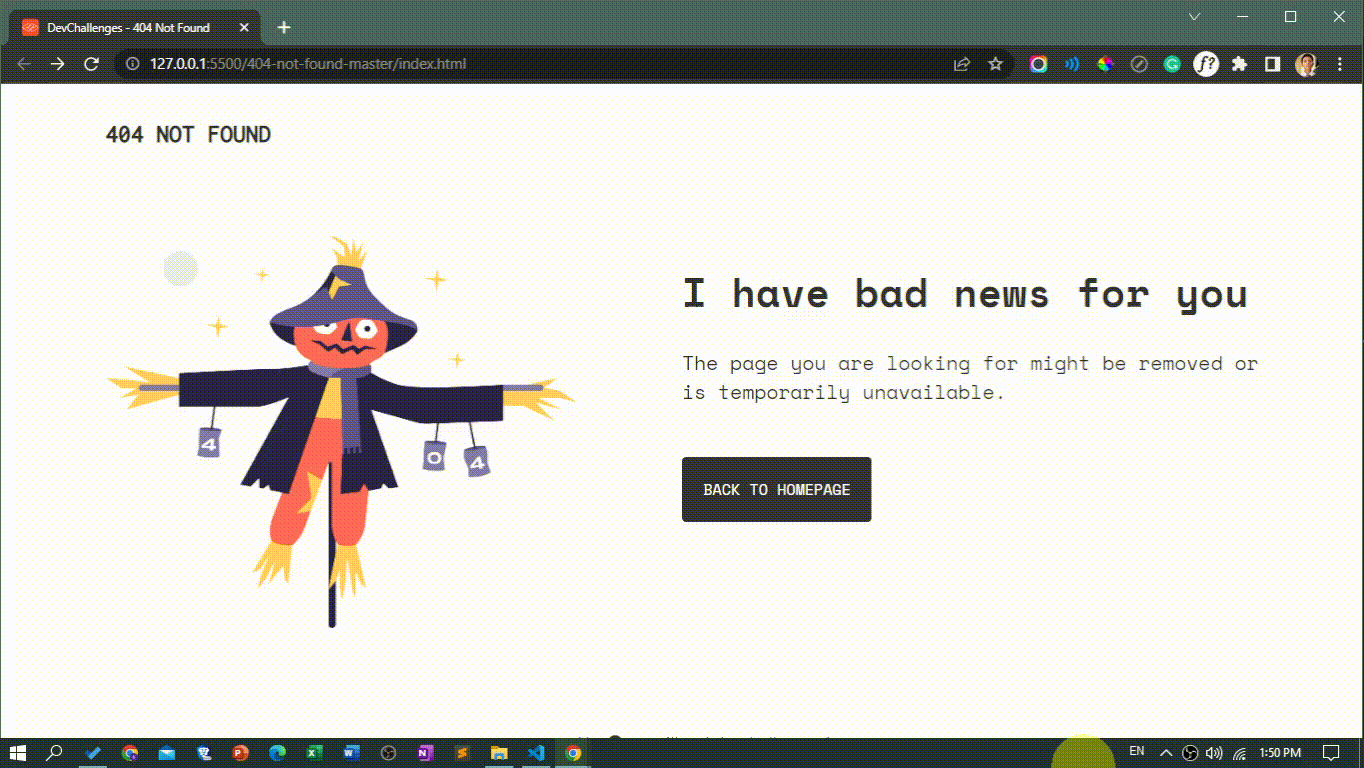 DevChallenges - 404 Not Found
127.0.0.1:5500/404-not-found-master/index.html
f?
404 NOT FOUND
I have bad news for you
The page you are looking for might be removed or
is temporarily unavailable.
BACK TO HOMEPAGE
4
0
4
EN
1:50 PM